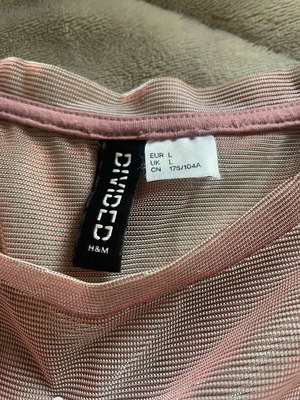 DIVIDED
H&M
EUR L
UK L
CN 175/104A